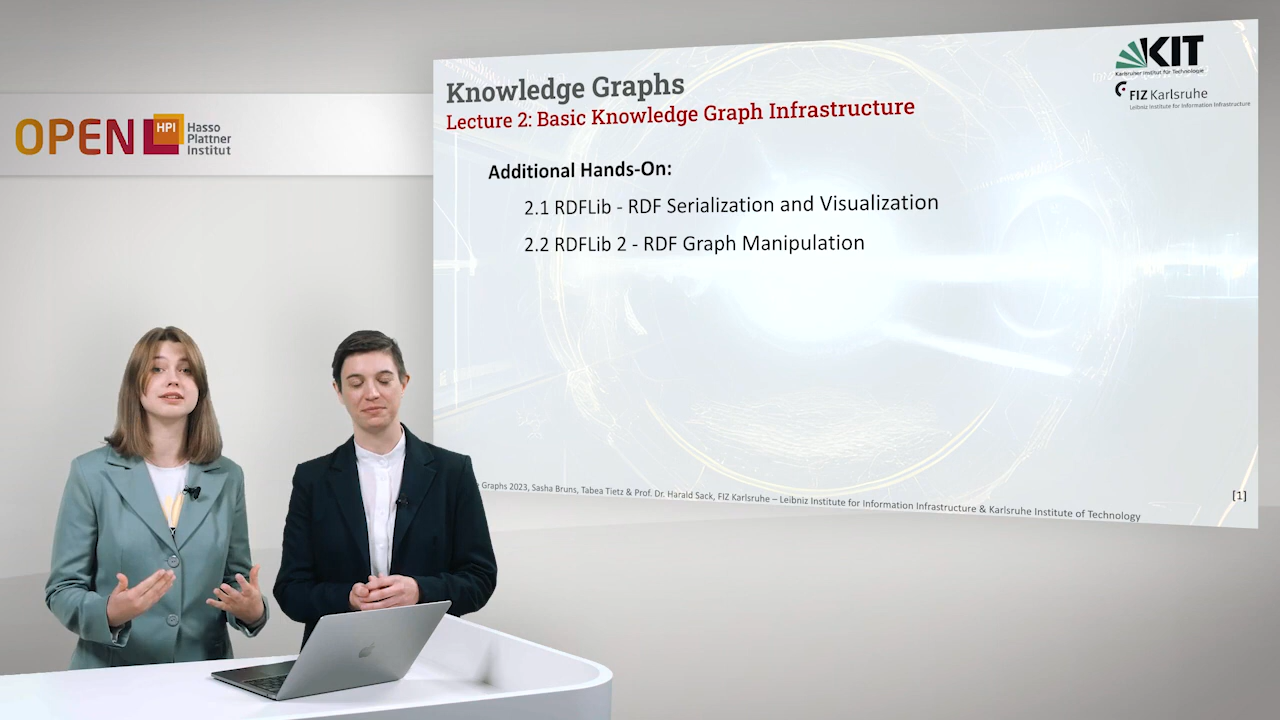 OPEN HPI Hasso
Plattner
Institut
KIT
Karlsruher Institut für Technologie
FIZ Karlsruhe
Leibniz Institute for Information Infrastructure
Knowledge Graphs
Lecture 2: Basic Knowledge Graph Infrastructure
Additional Hands-On:
2.1 RDFLib - RDF Serialization and Visualization
2.2 RDFLib 2 - RDF Graph Manipulation
Graphs 2023, Sasha Bruns, Tabea Tietz & Prof. Dr. Harald Sack, FIZ Karlsruhe – Leibniz Institute for Information Infrastructure & Karlsruhe Institute of Technology
[1]